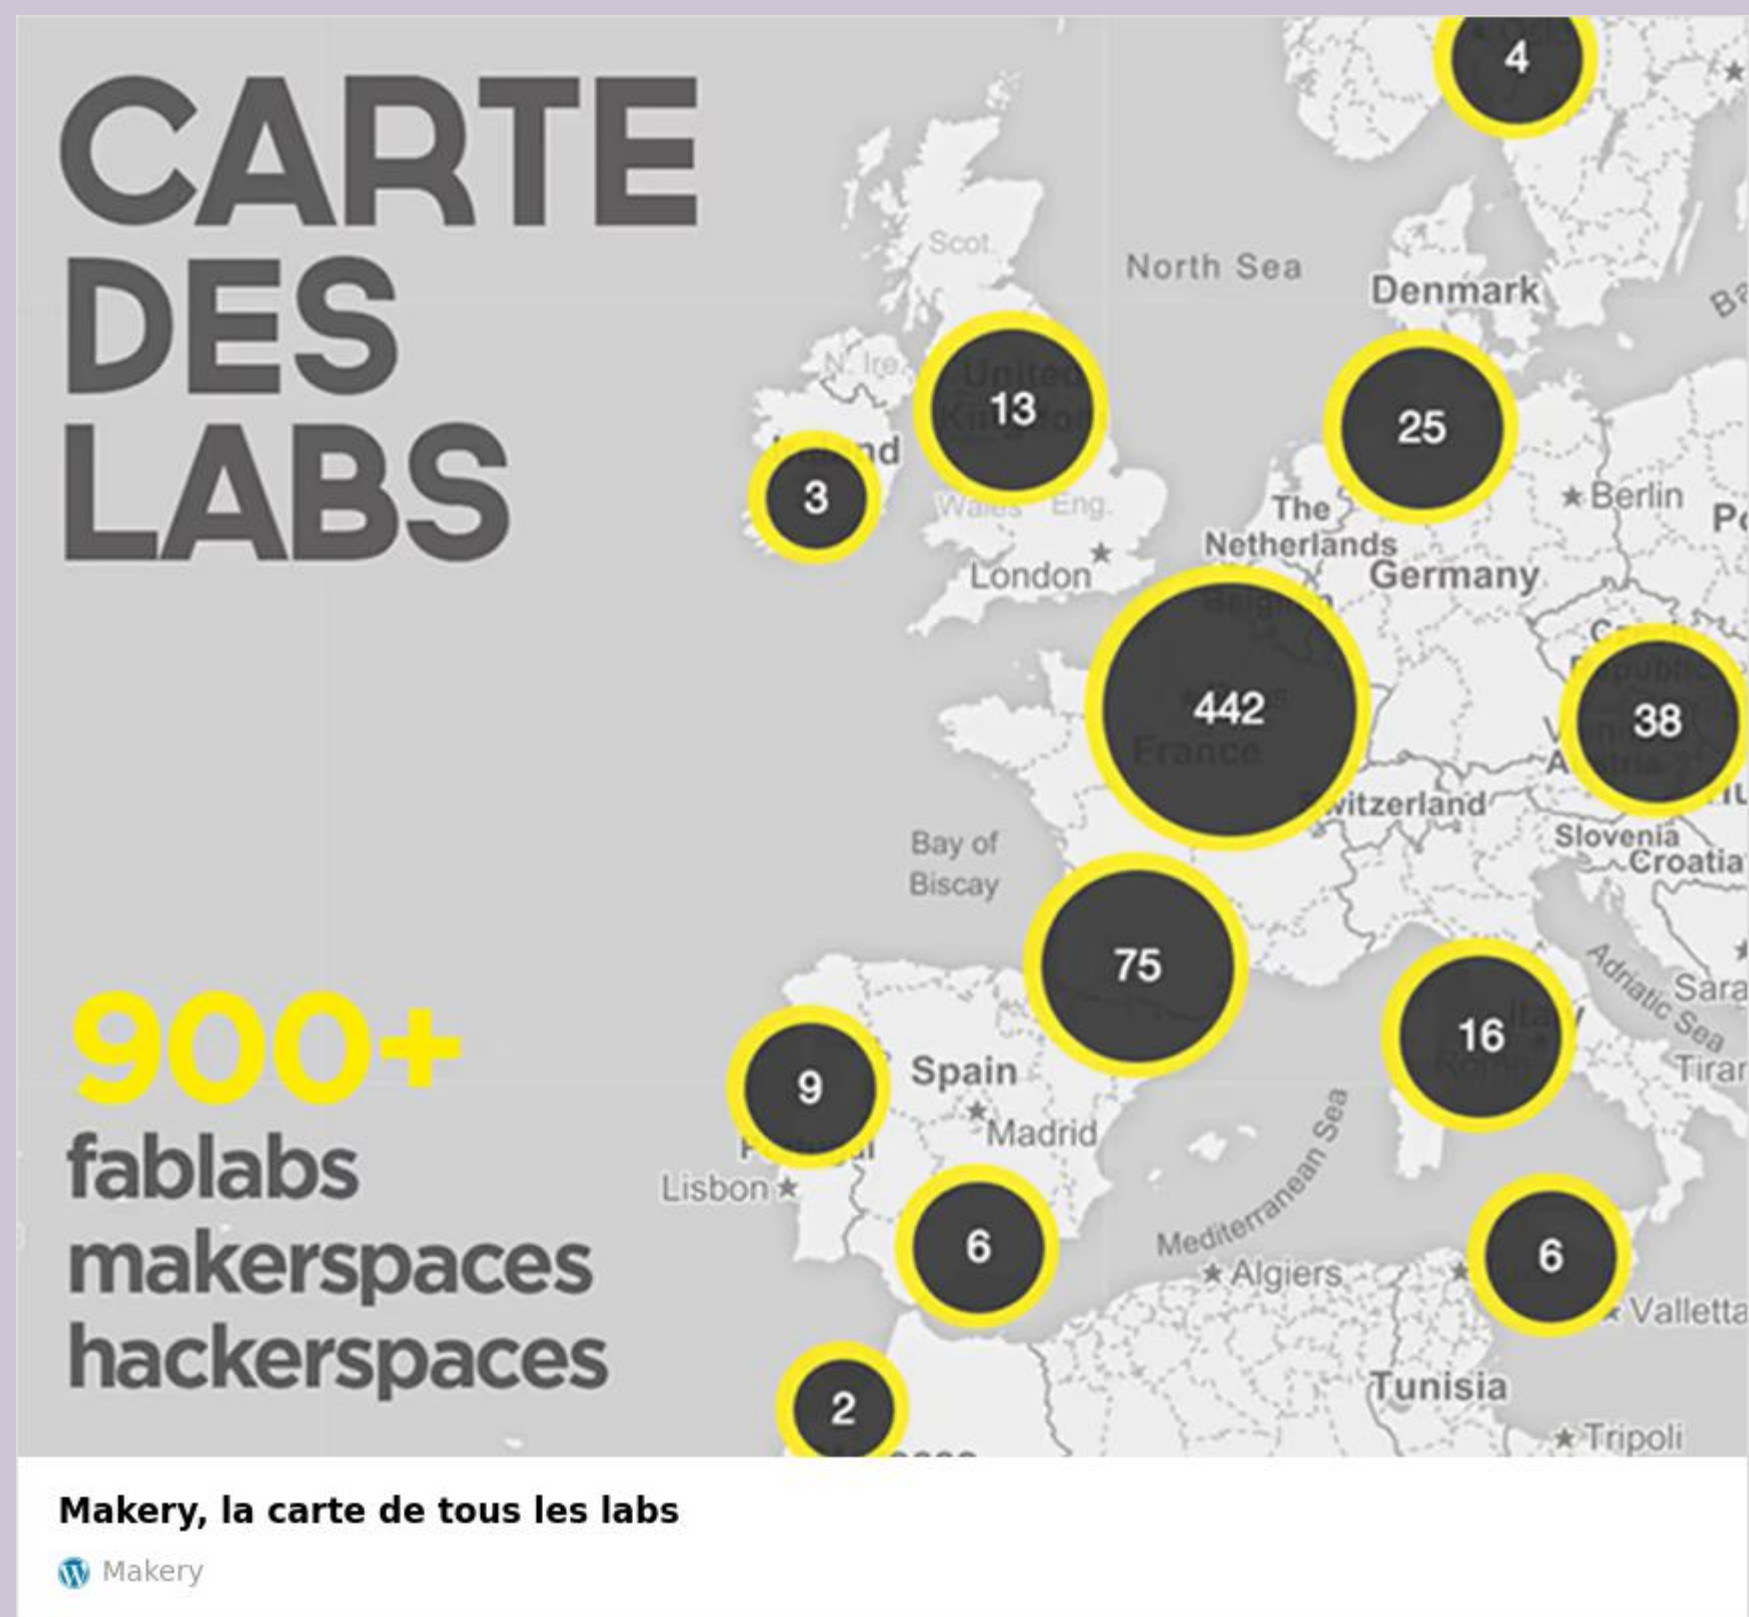 CARTE
DES
LABS
900+
fablabs
makerspaces
hackerspaces
4
Scot.
North Sea
Denmark
N. Ire.
United
13
25
3
Wales Eng.
Berlin
The
Netherlands
London
Germany
442
France
38
Switzerland
Slovenia
Croatia
Bay of
Biscay
75
Adriatic Sea
16
9
Spain
Madrid
Lisbon
Mediterranean Sea
6
6
Algiers
Valletta
2
Tunisia
Tripoli
Makery, la carte de tous les labs
Makery